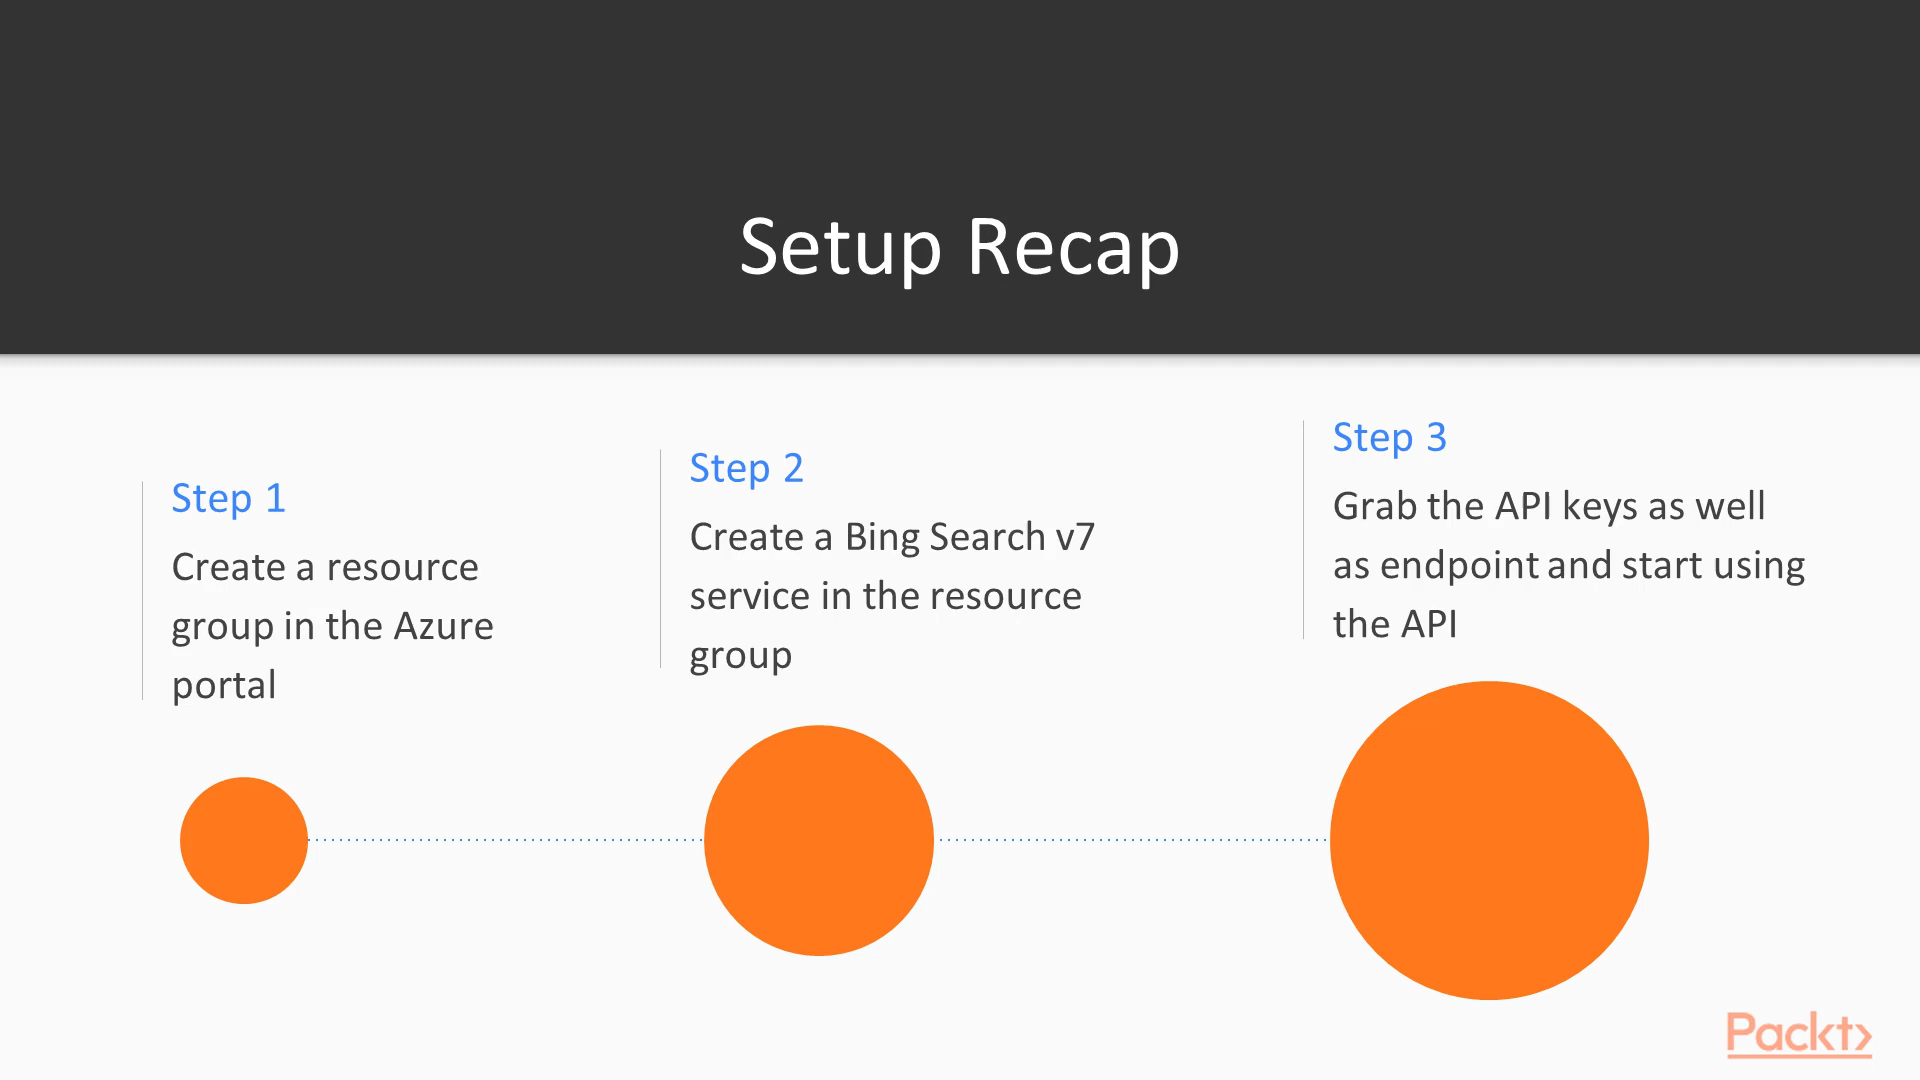 Setup Recap
Step 1
Create a resource
group in the Azure
portal
Step 2
Create a Bing Search v7
service in the resource
group
Step 3
Grab the API keys as well
as endpoint and start using
the API
Packt>